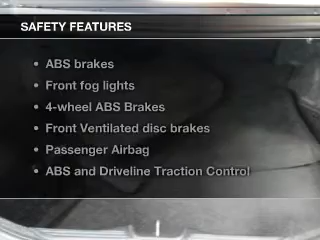 SAFETY FEATURES
• ABS brakes
• Front fog lights
• 4-wheel ABS Brakes
• Front Ventilated disc brakes
• Passenger Airbag
• ABS and Driveline Traction Control